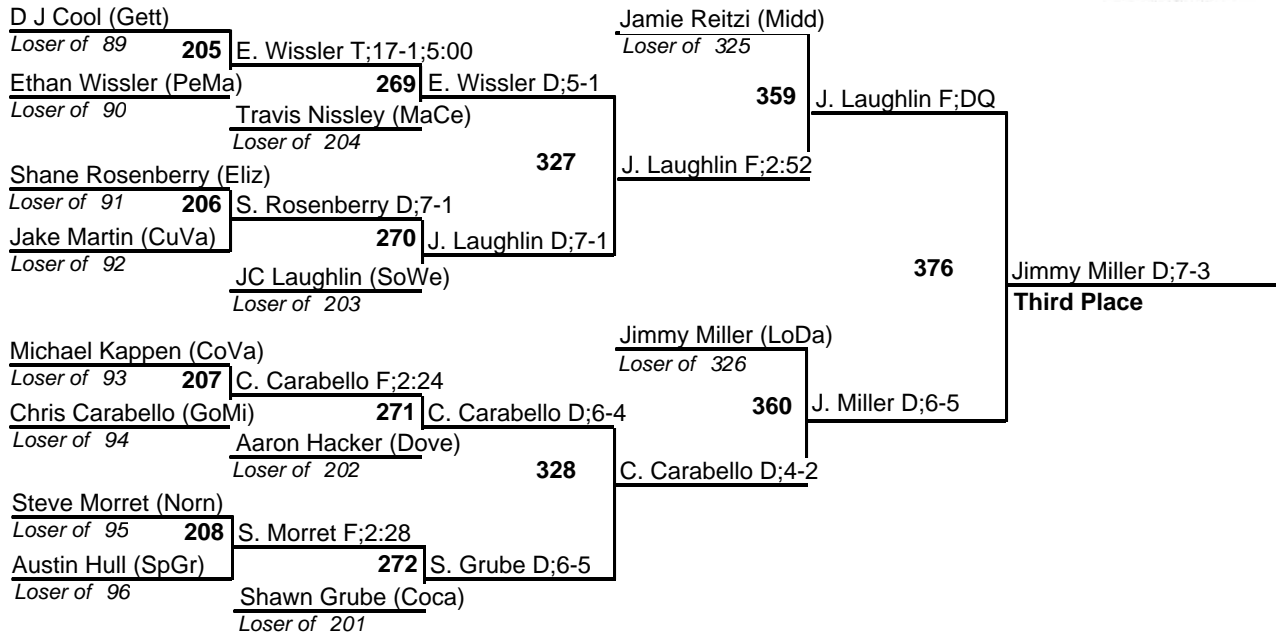 D J Cool (Gett)
Loser of 89
205
E. Wissler T;17-1;5:00
Ethan Wissler (PeMa)
Loser of 90
269
E. Wissler D;5-1
Travis Nissley (MaCe)
Loser of 204
327
Shane Rosenberry (Eliz)
Loser of 91
206
S. Rosenberry D;7-1
Jake Martin (CuVa)
Loser of 92
270
J. Laughlin D;7-1
JC Laughlin (SoWe)
Loser of 203
Jamie Reitzi (Midd)
Loser of 325
359
J. Laughlin F;DQ
J. Laughlin F;2:52
376
Jimmy Miller D;7-3
Third Place
Michael Kappen (CoVa)
Loser of 93
207
C. Carabello F;2:24
Chris Carabello (GoMi)
Loser of 94
271
C. Carabello D;6-4
Aaron Hacker (Dove)
Loser of 202
328
Steve Morret (Norn)
Loser of 95
208
S. Morret F;2:28
Austin Hull (SpGr)
Loser of 96
272
S. Grube D;6-5
Shawn Grube (Coca)
Loser of 201
Jimmy Miller (LoDa)
Loser of 326
360
J. Miller D;6-5
C. Carabello D;4-2